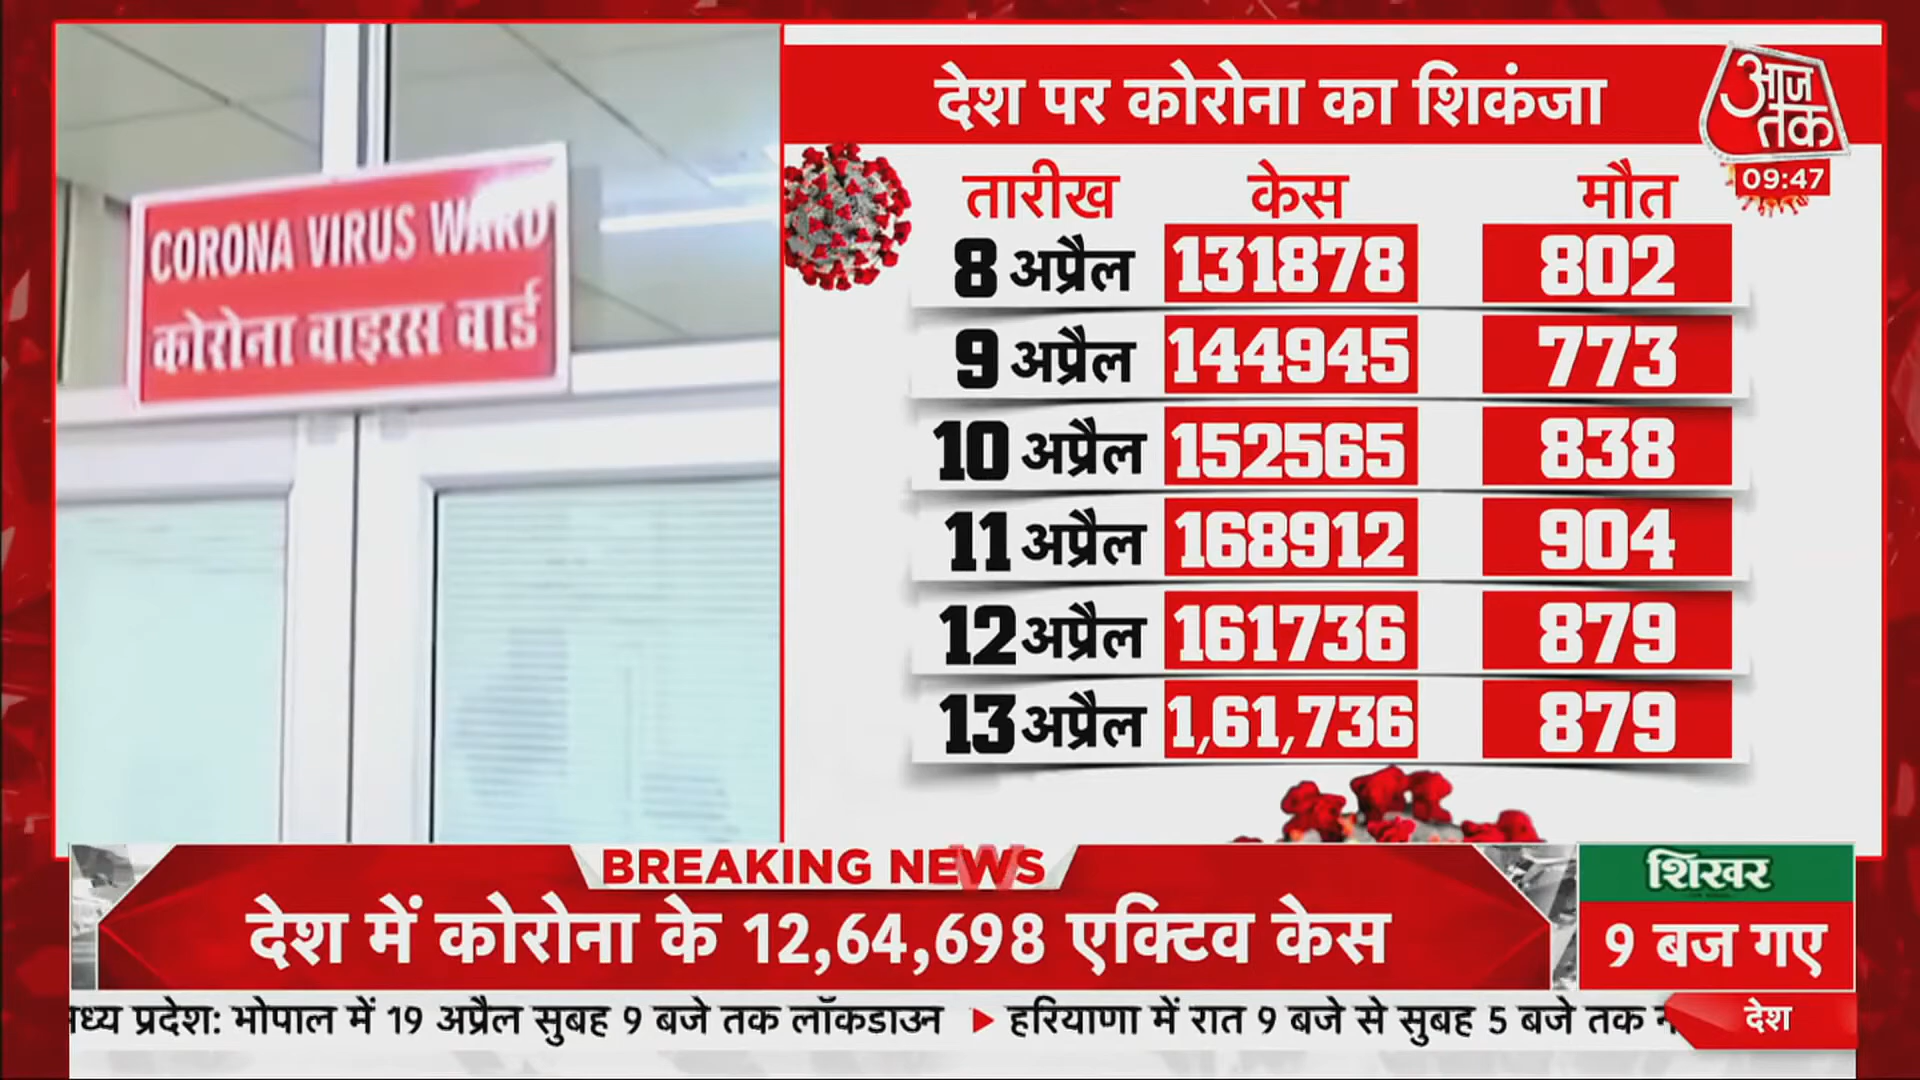 CORONA VIRUS WARD
कोरोना वाइरस वार्ड
देश पर कोरोना का शिकंजा
आज तक
09:47
तारीख केस मौत
8 अप्रैल 131878 802
9 अप्रैल 144945 773
10 अप्रैल 152565 838
11 अप्रैल 168912 904
12 अप्रैल 161736 879
13 अप्रैल 1,61,736 879
BREAKING NEWS
देश में कोरोना के 12,64,698 एक्टिव केस
शिखर
9 बज गए
प्रदेश: भोपाल में 19 अप्रैल सुबह 9 बजे तक लॉकडाउन ▶ हरियाणा में रात 9 बजे से सुबह 5 बजे तक
देश